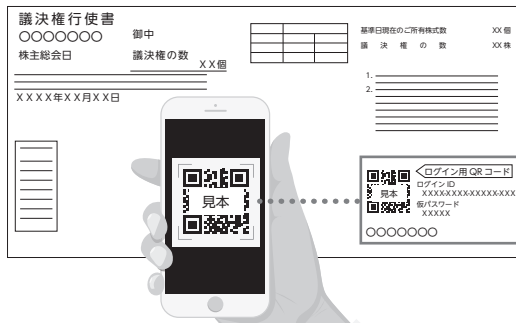 議決権行使書
○○○○○○○ 御中
株主総会日 議決権の数 XX個
XXXX年XX月XX日
基準日現在のご所有株式数 XX個
議決権の数 XX株
1.
2.
見本
見本
ログイン用QRコード
ログインID
XXXX-XXXX-XXXX-XXX
仮パスワード
XXXXX
○○○○○○○